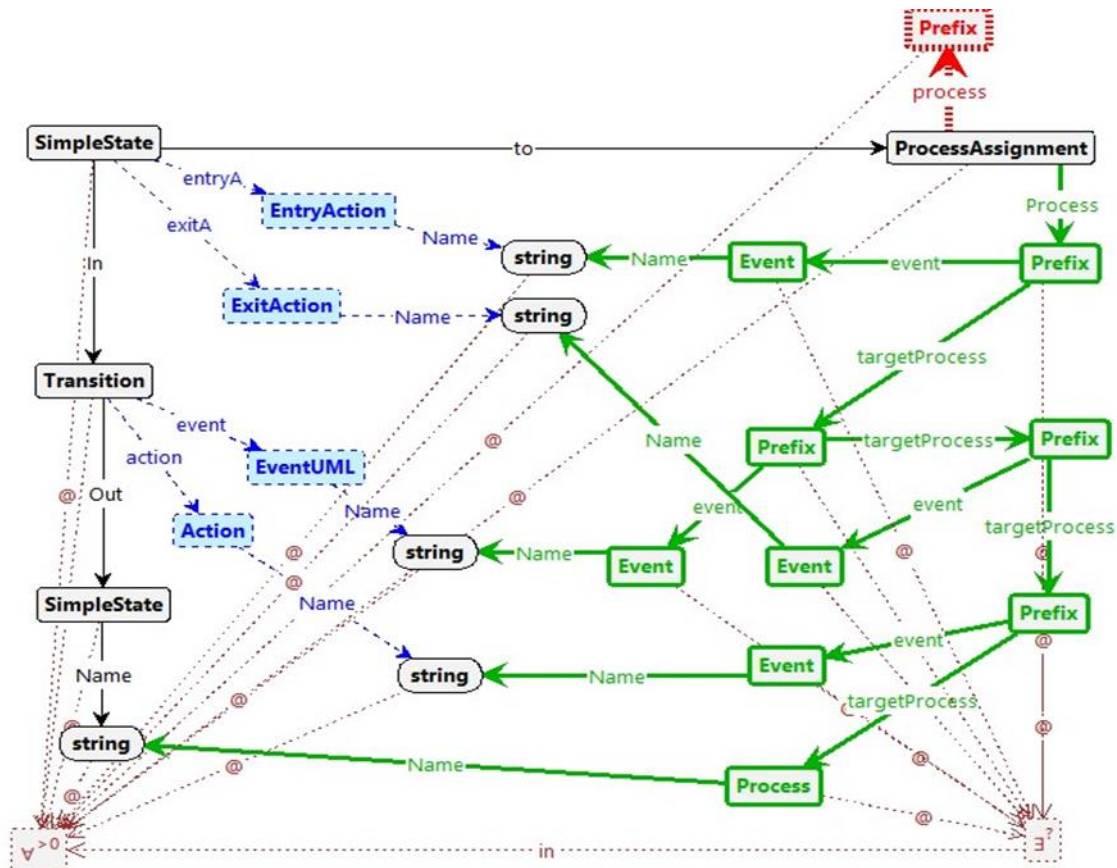 Prefix
process
SimpleState
to
ProcessAssignment
entryA
EntryAction
Process
exitA
Name
string
Name
Event
event
Prefix
In
ExitAction
Name
string
targetProcess
Transition
event
@
Name
Prefix
targetProcess
Prefix
action
EventUML
@
Out
Name
@
event
event
targetProcess
Action
@
string
Name
Event
Event
@
@
@
Name
SimpleState
Prefix
event
@
Name
string
Name
Event
targetProcess
@
@
@
string
@
@
Name
@
Process
@
@
∀>0
in
∃?